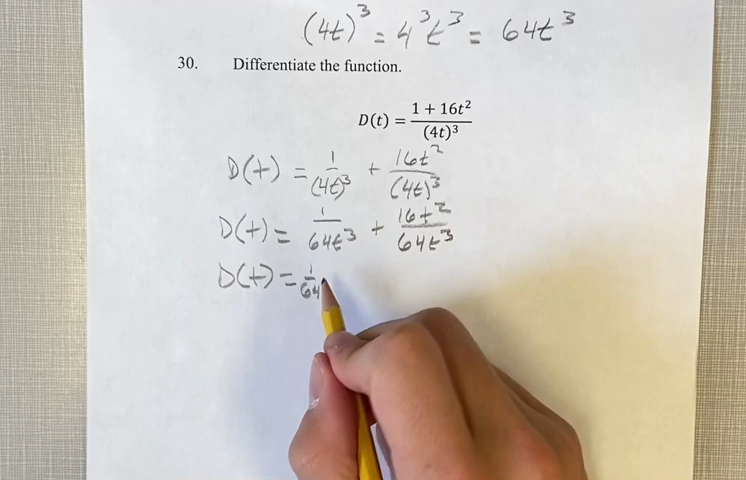 (4t)³ = 4³t³ = 64t³
30. Differentiate the function.
D(t) = (1 + 16t²)/(4t)³
D(t) = 1/(4t)³ + 16t²/(4t)³
D(t) = 1/64t³ + 16t²/64t³
D(t) = 1/64